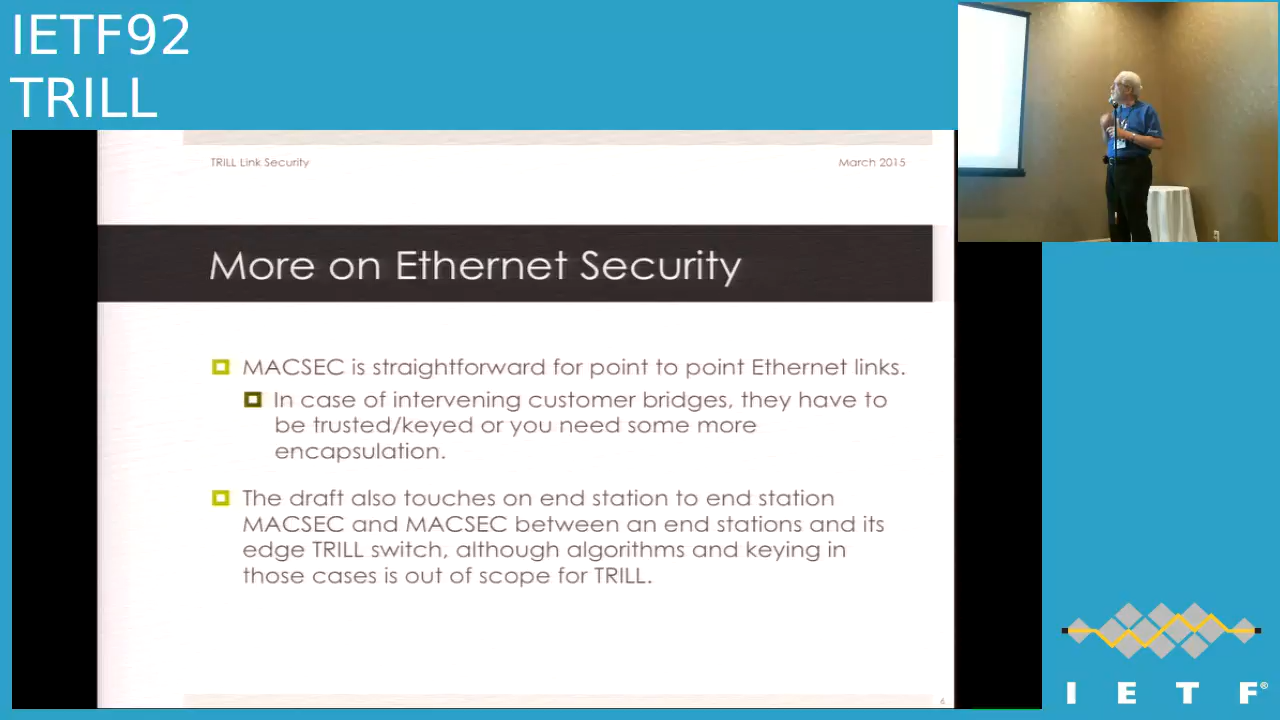 IETF92
TRILL
TRILL Link Security
March 2015
More on Ethernet Security
MACSEC is straightforward for point to point Ethernet links.
In case of intervening customer bridges, they have to
be trusted/keyed or you need some more
encapsulation.
The draft also touches on end station to end station
MACSEC and MACSEC between an end stations and its
edge TRILL switch, although algorithms and keying in
those cases is out of scope for TRILL.
6
I E T F®